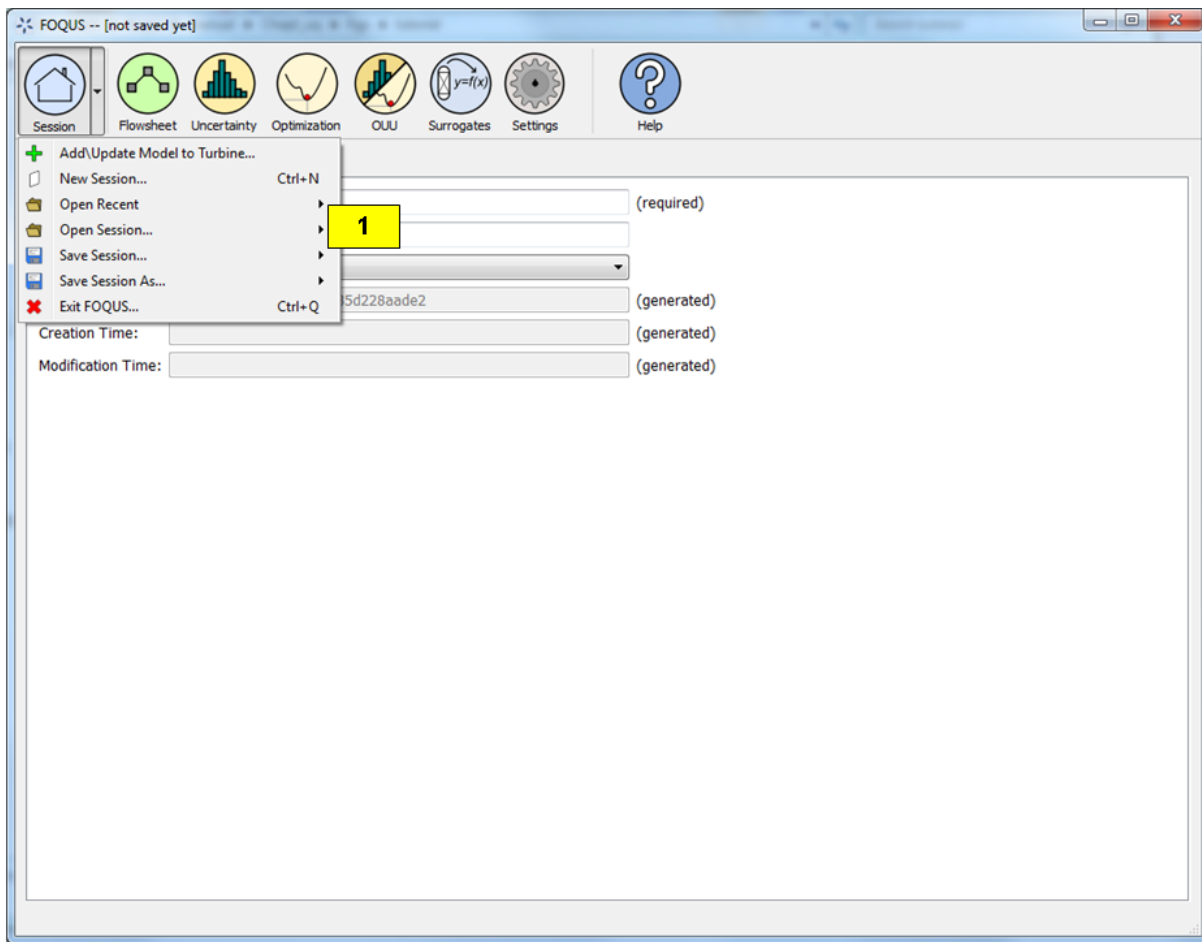 FOQUS -- [not saved yet]
y=f(x)
Session Flowsheet Uncertainty Optimization OUU Surrogates Settings Help
Add\Update Model to Turbine...
New Session... Ctrl+N
Open Recent (required)
Open Session... 1
Save Session...
Save Session As...
Exit FOQUS... Ctrl+Q 5d228aade2 (generated)
Creation Time: (generated)
Modification Time: (generated)